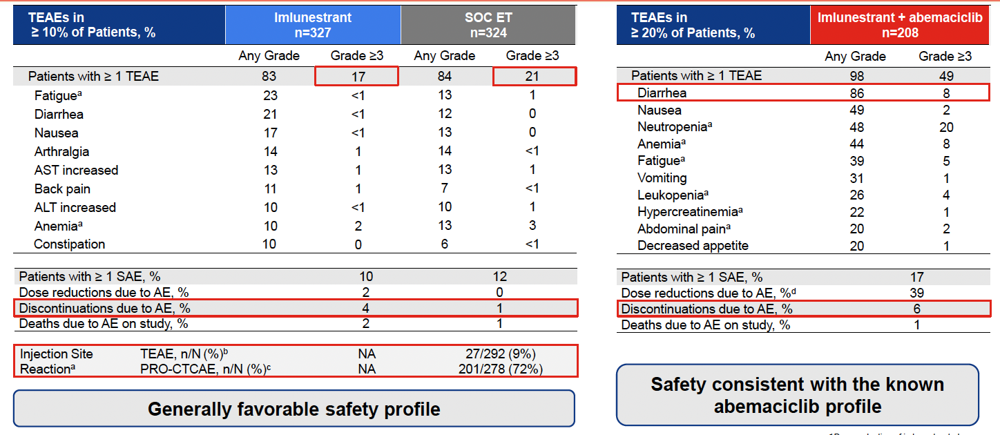 TEAEs in
≥ 10% of Patients, %
Imlunestrant
n=327
SOC ET
n=324
Any Grade Grade ≥3 Any Grade Grade ≥3
Patients with ≥ 1 TEAE 83 17 84 21
Fatigueᵃ 23 <1 13 1
Diarrhea 21 <1 12 0
Nausea 17 <1 13 0
Arthralgia 14 1 14 <1
AST increased 13 1 13 1
Back pain 11 1 7 <1
ALT increased 10 <1 10 1
Anemiaᵃ 10 2 13 3
Constipation 10 0 6 <1
Patients with ≥ 1 SAE, % 10 12
Dose reductions due to AE, % 2 0
Discontinuations due to AE, % 4 1
Deaths due to AE on study, % 2 1
Injection Site TEAE, n/N (%)ᵇ NA 27/292 (9%)
Reactionᵃ PRO-CTCAE, n/N (%)ᶜ NA 201/278 (72%)
Generally favorable safety profile
TEAEs in
≥ 20% of Patients, %
Imlunestrant + abemaciclib
n=208
Any Grade Grade ≥3
Patients with ≥ 1 TEAE 98 49
Diarrhea 86 8
Nausea 49 2
Neutropeniaᵃ 48 20
Anemiaᵃ 44 8
Fatigueᵃ 39 5
Vomiting 31 1
Leukopeniaᵃ 26 4
Hypercreatinemiaᵃ 22 1
Abdominal painᵃ 20 2
Decreased appetite 20 1
Patients with ≥ 1 SAE, % 17
Dose reductions due to AE, %ᵈ 39
Discontinuations due to AE, % 6
Deaths due to AE on study, % 1
Safety consistent with the known
abemaciclib profile